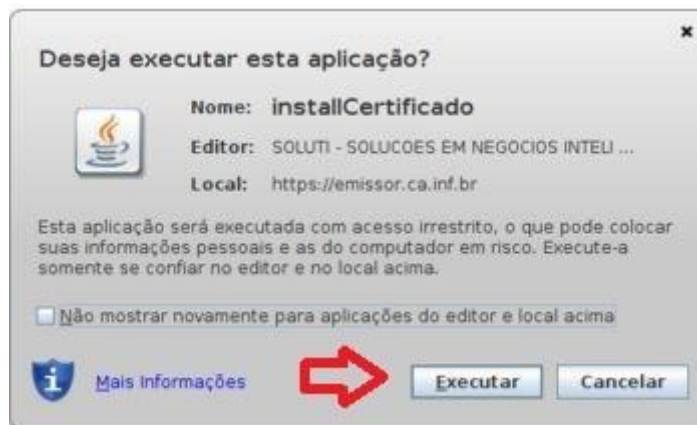 Deseja executar esta aplicação?
Nome: installCertificado
Editor: SOLUTI - SOLUCOES EM NEGOCIOS INTELI ...
Local: https://emissor.ca.inf.br
Esta aplicação será executada com acesso irrestrito, o que pode colocar
suas informações pessoais e as do computador em risco. Execute-a
somente se confiar no editor e no local acima.
Não mostrar novamente para aplicações do editor e local acima
Mais Informações
Executar
Cancelar